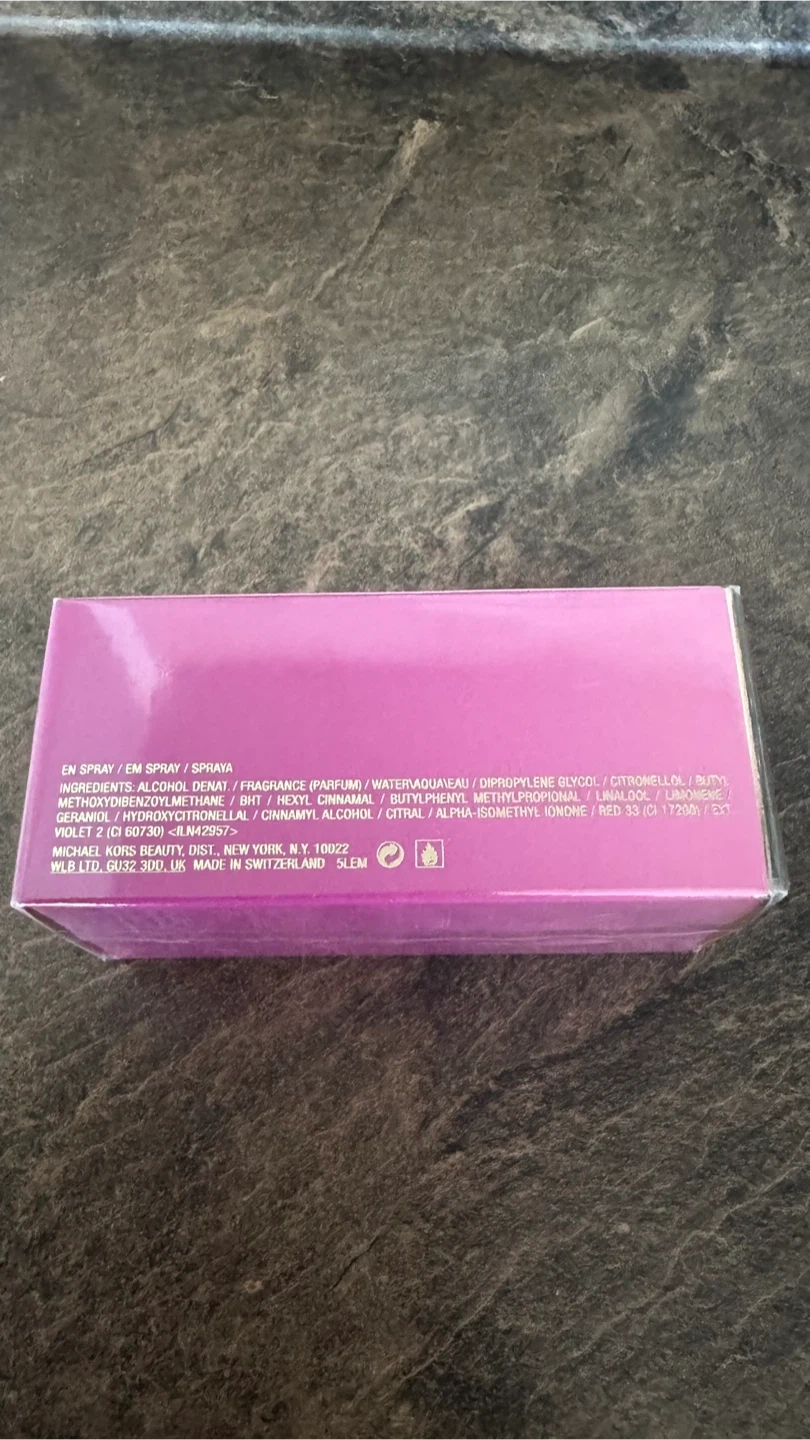 EN SPRAY / EM SPRAY / SPRAYA
INGREDIENTS: ALCOHOL DENAT. / FRAGRANCE (PARFUM) / WATER\AQUA\EAU / DIPROPYLENE GLYCOL / CITRONELLOL / BUTYL
METHOXYDIBENZOYLMETHANE / BHT / HEXYL CINNAMAL / BUTYLPHENYL METHYLPROPIONAL / LINALOOL / LIMONENE /
GERANIOL / HYDROXYCITRONELLAL / CINNAMYL ALCOHOL / CITRAL / ALPHA-ISOMETHYL IONONE / RED 33 (CI 17200) / EXT.
VIOLET 2 (CI 60730) <ILN42957>
MICHAEL KORS BEAUTY, DIST., NEW YORK, N.Y. 10022
WLB LTD, GU32 3DD, UK MADE IN SWITZERLAND 5LEM